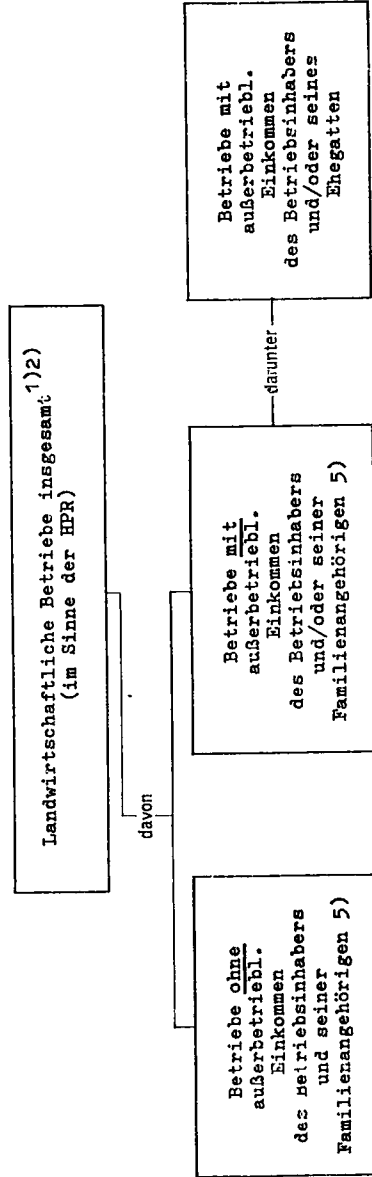 Landwirtschaftliche Betriebe insgesamt1)2)
(im Sinne der HPR)
davon
Betriebe ohne
außerbetriebl.
Einkommen
des Betriebsinhabers
und seiner
Familienangehörigen 5)
Betriebe mit
außerbetriebl.
Einkommen
des Betriebsinhabers
und/oder seiner
Familienangehörigen 5)
darunter
Betriebe mit
außerbetriebl.
Einkommen
des Betriebsinhabers
und/oder seines
Ehegatten